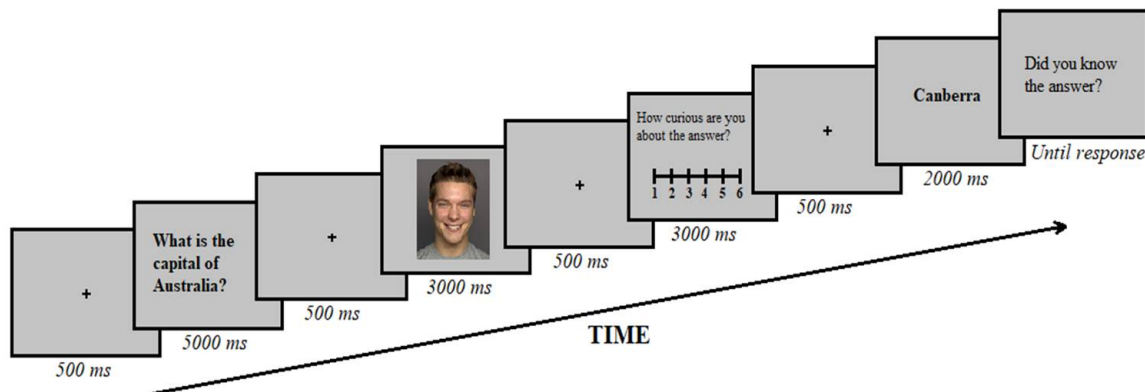 500 ms
What is the
capital of
Australia?
5000 ms
500 ms
3000 ms
500 ms
How curious are you
about the answer?
1 2 3 4 5 6
3000 ms
500 ms
Canberra
2000 ms
Did you know
the answer?
Until response
TIME